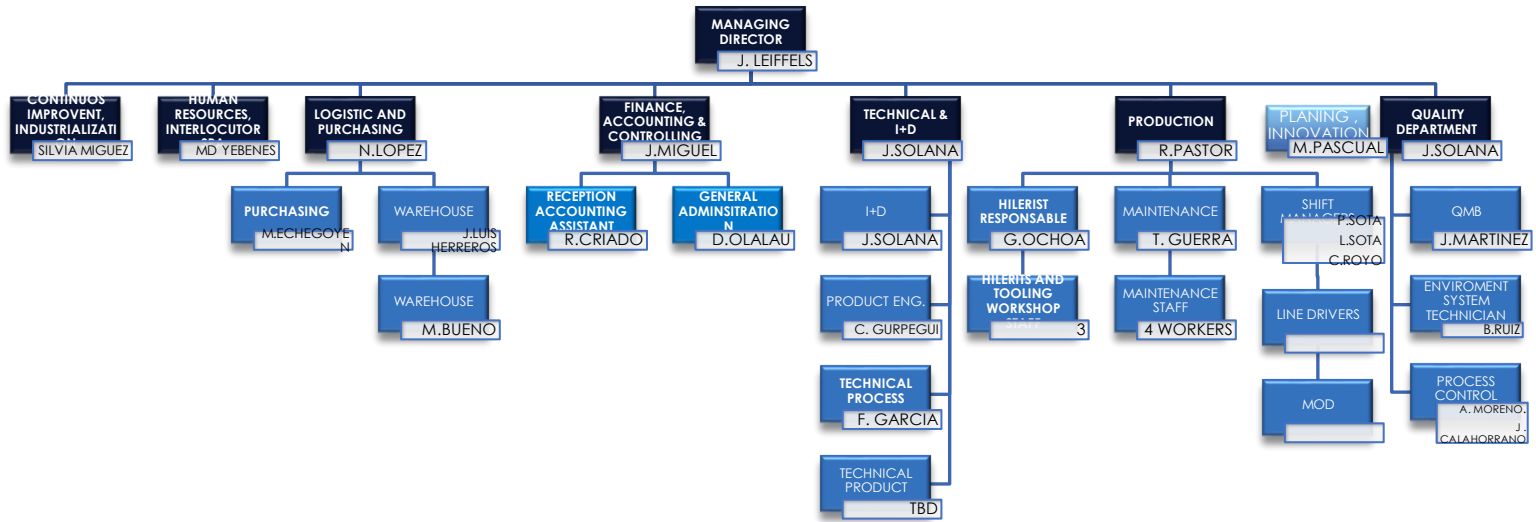 MANAGING
DIRECTOR
J. LEIFFELS
CONTINUOS
IMPROVENT,
INDUSTRIALIZATI
SILVIA MIGUEZ
HUMAN
RESOURCES,
INTERLOCUTOR
MD YEBENES
LOGISTIC AND
PURCHASING
N.LOPEZ
FINANCE,
ACCOUNTING &
CONTROLLING
J.MIGUEL
TECHNICAL &
I+D
J.SOLANA
PRODUCTION
R.PASTOR
PLANING ,
INNOVATION
M.PASCUAL
QUALITY
DEPARTMENT
J.SOLANA
PURCHASING
M.ECHEGOYE
N
WAREHOUSE
J.LUIS
HERREROS
WAREHOUSE
M.BUENO
RECEPTION
ACCOUNTING
ASSISTANT
R.CRIADO
GENERAL
ADMINSITRATIO
N
D.OLALAU
I+D
J.SOLANA
PRODUCT ENG.
C. GURPEGUI
TECHNICAL
PROCESS
F. GARCIA
TECHNICAL
PRODUCT
TBD
HILERIST
RESPONSABLE
G.OCHOA
HILERITS AND
TOOLING
WORKSHOP
STAFF
3
MAINTENANCE
T. GUERRA
MAINTENANCE
STAFF
4 WORKERS
SHIFT
MANAGERS
P.SOTA
L.SOTA
C.ROYO
LINE DRIVERS
MOD
QMB
J.MARTINEZ
ENVIROMENT
SYSTEM
TECHNICIAN
B.RUIZ
PROCESS
CONTROL
A. MORENO.
J .
CALAHORRANO